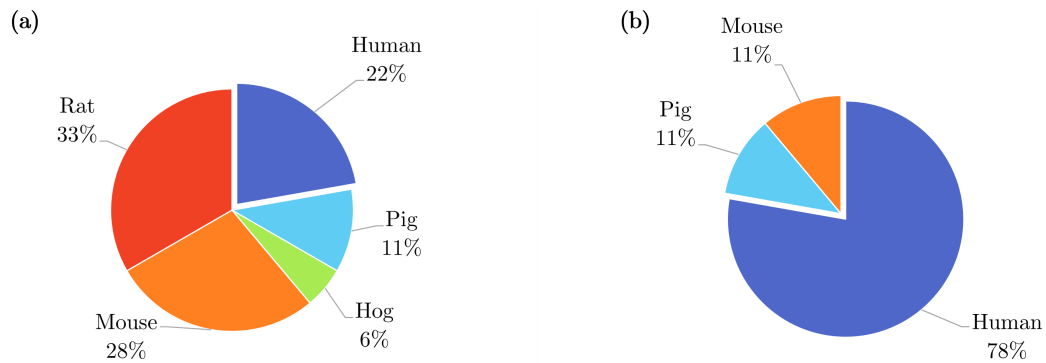 (a)
Human
22%
Rat
33%
Pig
11%
Hog
6%
Mouse
28%
(b)
Mouse
11%
Pig
11%
Human
78%